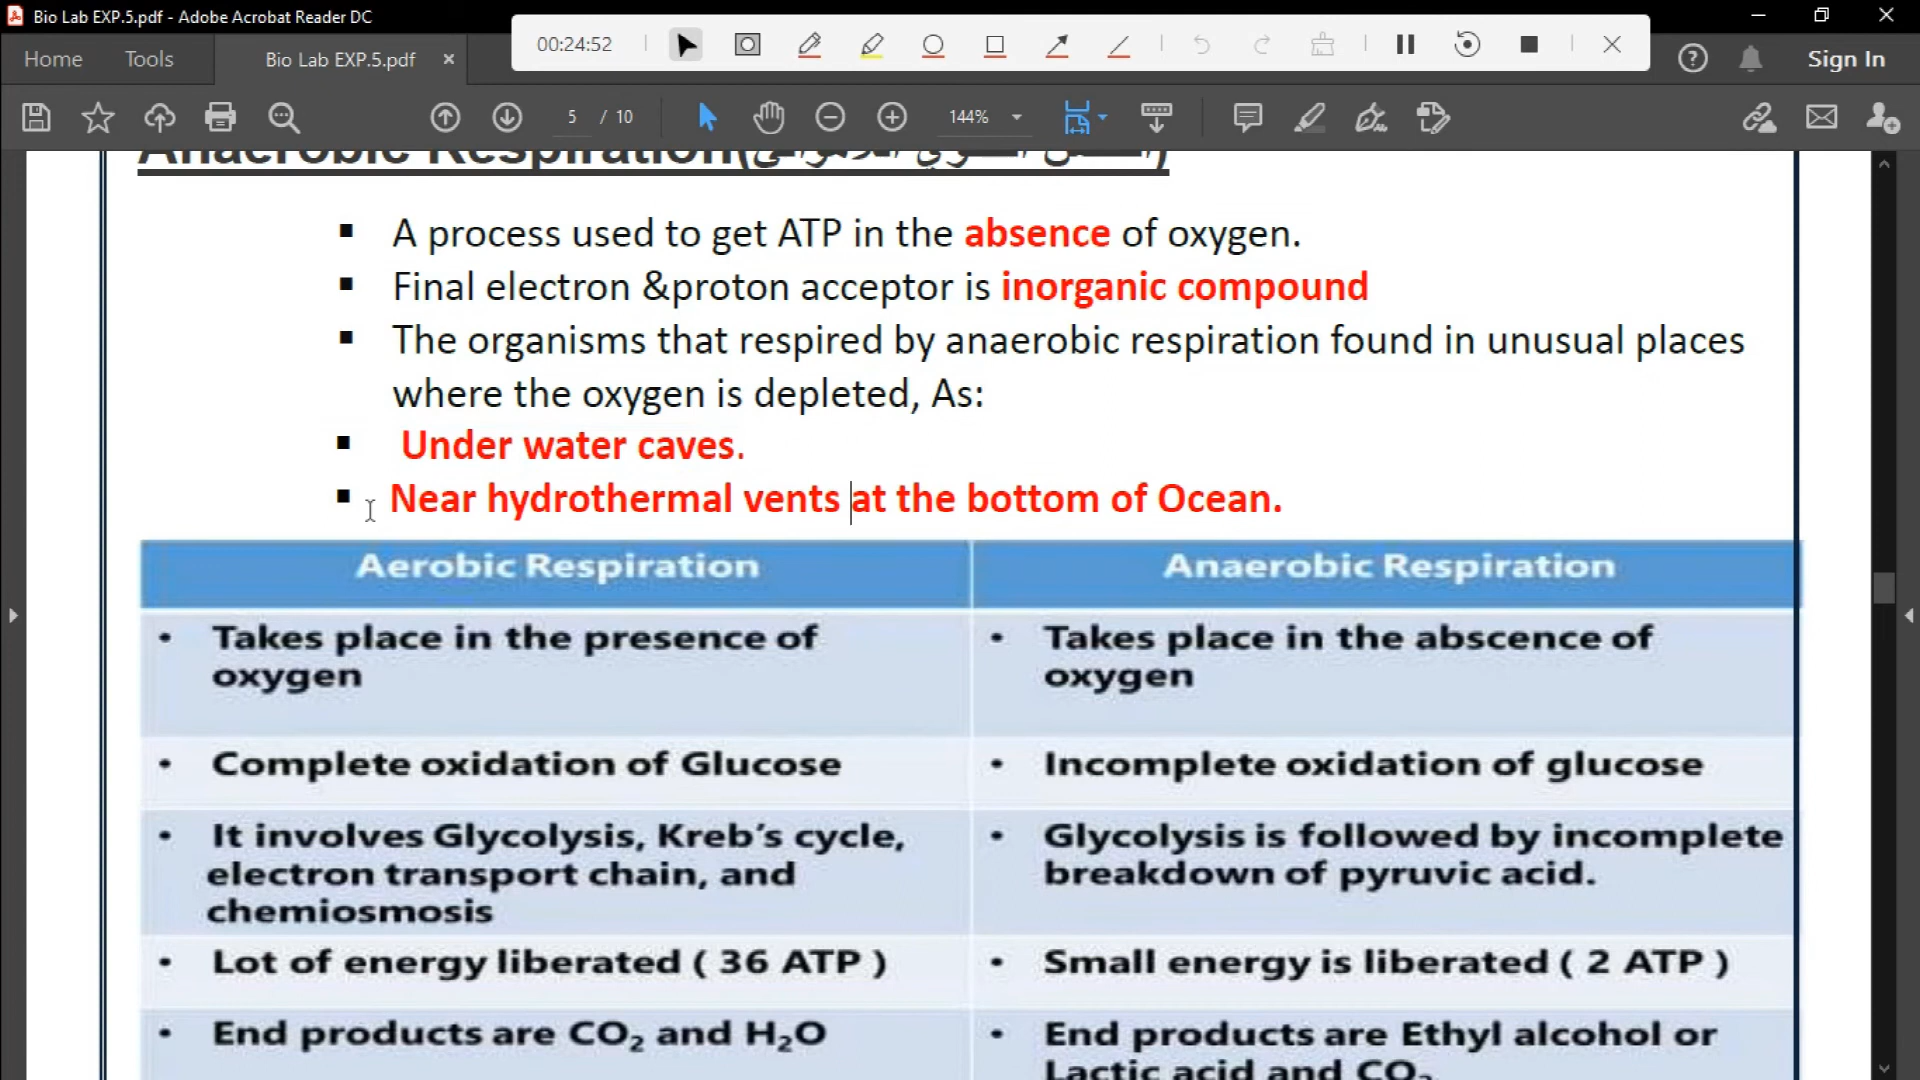 Bio Lab EXP.5.pdf - Adobe Acrobat Reader DC
00:24:52
Home Tools Bio Lab EXP.5.pdf Sign In
5 / 10 144%
Anaerobic Respiration(
A process used to get ATP in the absence of oxygen.
Final electron &proton acceptor is inorganic compound
The organisms that respired by anaerobic respiration found in unusual places
where the oxygen is depleted, As:
Under water caves.
Near hydrothermal vents at the bottom of Ocean.
Aerobic Respiration Anaerobic Respiration
• Takes place in the presence of
oxygen
• Takes place in the abscence of
oxygen
• Complete oxidation of Glucose
• Incomplete oxidation of glucose
• It involves Glycolysis, Kreb's cycle,
electron transport chain, and
chemiosmosis
• Glycolysis is followed by incomplete
breakdown of pyruvic acid.
• Lot of energy liberated ( 36 ATP )
• Small energy is liberated ( 2 ATP )
• End products are CO₂ and H₂O
• End products are Ethyl alcohol or
Lactic acid and CO₂